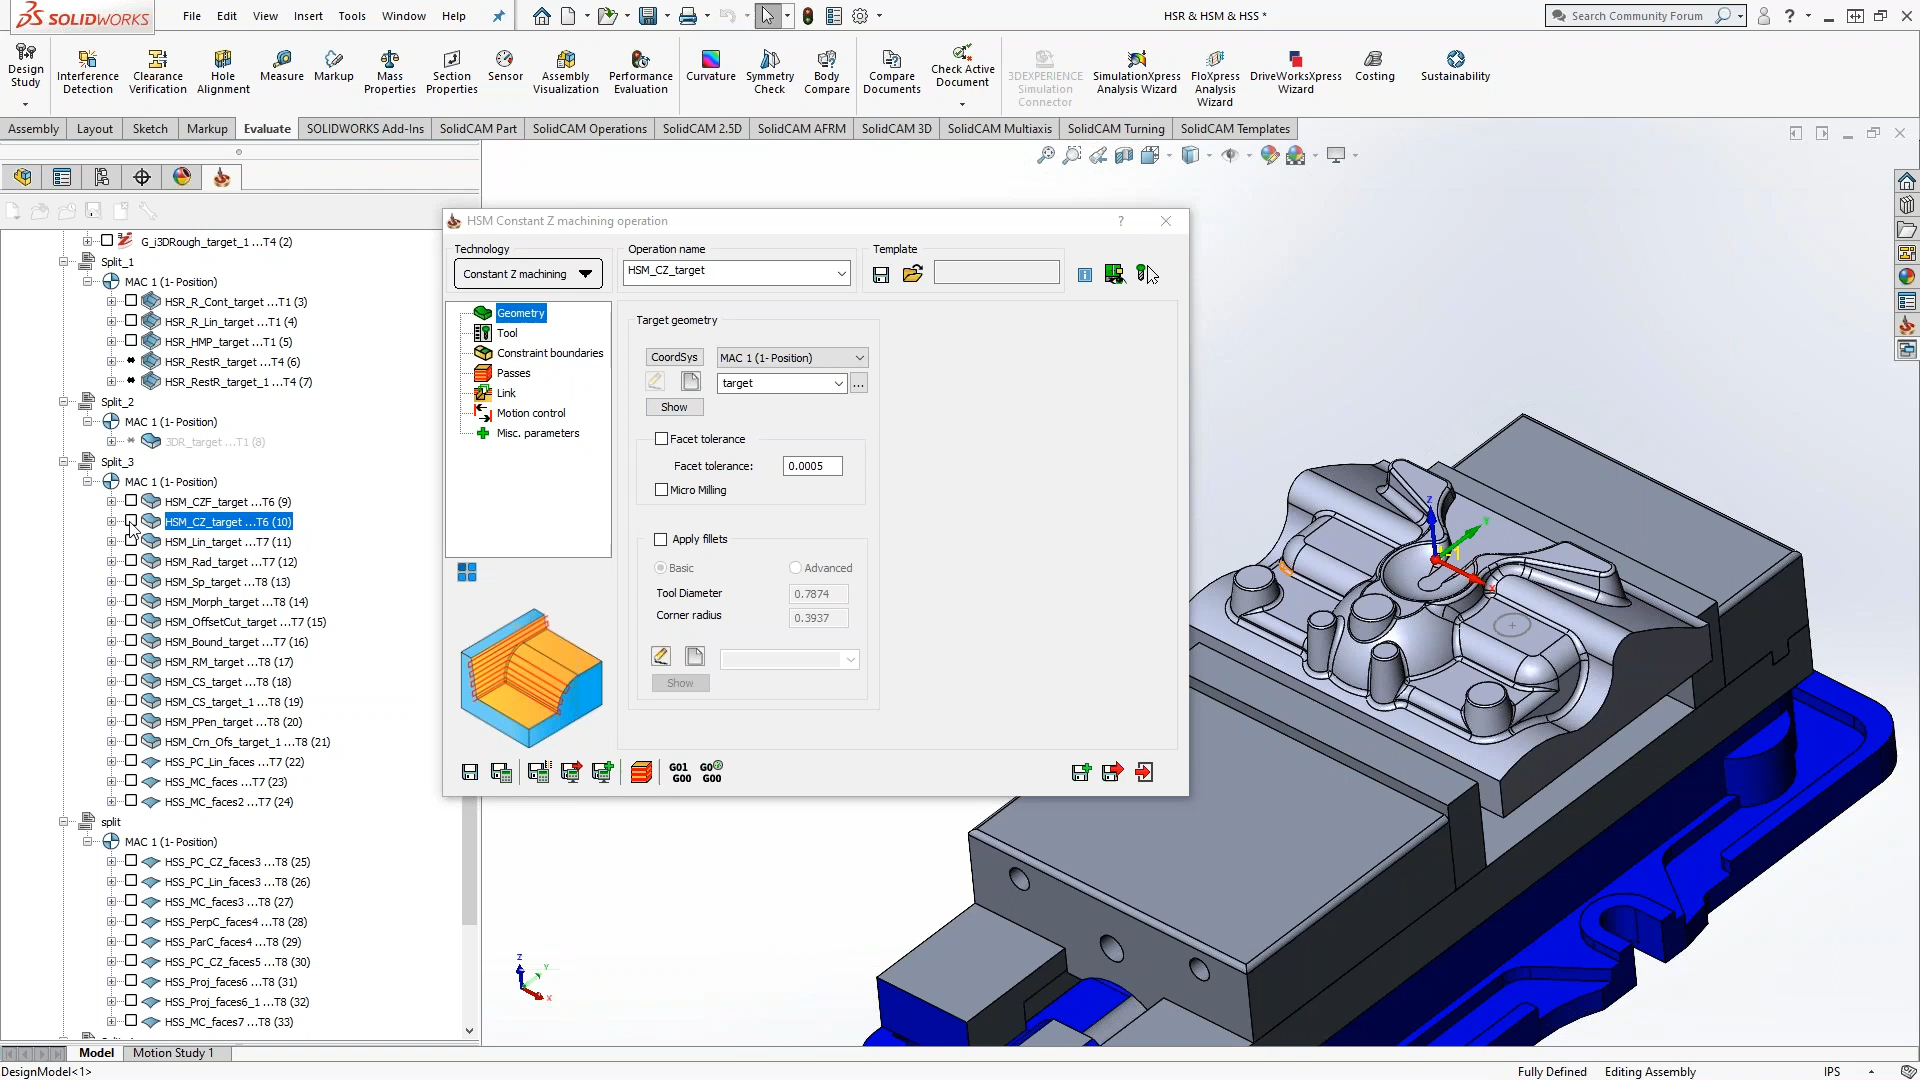 SOLIDWORKS File Edit View Insert Tools Window Help HSR & HSM & HSS * Search Community Forum ?
Design Study
Interference Detection
Clearance Verification
Hole Alignment
Measure
Markup
Mass Properties
Section Properties
Sensor
Assembly Visualization
Performance Evaluation
Curvature
Symmetry Check
Body Compare
Compare Documents
Check Active Document
3DEXPERIENCE Simulation Connector
SimulationXpress Analysis Wizard
FloXpress Analysis Wizard
DriveWorksXpress Wizard
Costing
Sustainability
Assembly Layout Sketch Markup Evaluate SOLIDWORKS Add-Ins SolidCAM Part SolidCAM Operations SolidCAM 2.5D SolidCAM AFRM SolidCAM 3D SolidCAM Multiaxis SolidCAM Turning SolidCAM Templates
G_i3DRough_target_1 ...T4 (2)
Split_1
MAC 1 (1- Position)
HSR_R_Cont_target ...T1 (3)
HSR_R_Lin_target ...T1 (4)
HSR_HMP_target ...T1 (5)
HSR_RestR_target ...T4 (6)
HSR_RestR_target_1 ...T4 (7)
Split_2
MAC 1 (1- Position)
3DR_target ...T1 (8)
Split_3
MAC 1 (1- Position)
HSM_CZF_target ...T6 (9)
HSM_CZ_target ...T6 (10)
HSM_Lin_target ...T7 (11)
HSM_Rad_target ...T7 (12)
HSM_Sp_target ...T8 (13)
HSM_Morph_target ...T8 (14)
HSM_OffsetCut_target ...T7 (15)
HSM_Bound_target ...T7 (16)
HSM_RM_target ...T8 (17)
HSM_CS_target ...T8 (18)
HSM_CS_target_1 ...T8 (19)
HSM_PPen_target ...T8 (20)
HSM_Crn_Ofs_target_1 ...T8 (21)
HSS_PC_Lin_faces ...T7 (22)
HSS_MC_faces ...T7 (23)
HSS_MC_faces2 ...T7 (24)
split
MAC 1 (1- Position)
HSS_PC_CZ_faces3 ...T8 (25)
HSS_PC_Lin_faces3 ...T8 (26)
HSS_MC_faces3 ...T8 (27)
HSS_PerpC_faces4 ...T8 (28)
HSS_ParC_faces4 ...T8 (29)
HSS_PC_CZ_faces5 ...T8 (30)
HSS_Proj_faces6 ...T8 (31)
HSS_Proj_faces6_1 ...T8 (32)
HSS_MC_faces7 ...T8 (33)
HSM Constant Z machining operation ?
Technology Operation name Template
Constant Z machining HSM_CZ_target
Geometry
Tool
Constraint boundaries
Passes
Link
Motion control
Misc. parameters
Target geometry
CoordSys MAC 1 (1- Position)
target ...
Show
Facet tolerance
Facet tolerance: 0.0005
Micro Milling
Apply fillets
Basic Advanced
Tool Diameter 0.7874
Corner radius 0.3937
Show
G01 G00
G00
Z Y X
Z Y X
Model Motion Study 1
DesignModel<1> Fully Defined Editing Assembly IPS